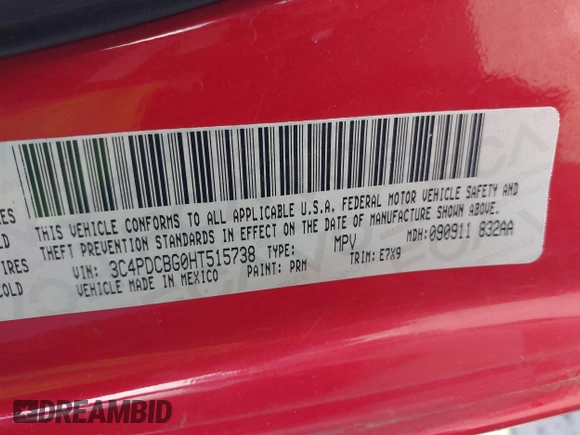 THIS VEHICLE CONFORMS TO ALL APPLICABLE U.S.A. FEDERAL MOTOR VEHICLE SAFETY AND
THEFT PREVENTION STANDARDS IN EFFECT ON THE DATE OF MANUFACTURE SHOWN ABOVE.
VIN: 3C4PDCBG0HT515738 TYPE: MPV MDH: 090911 832AA
VEHICLE MADE IN MEXICO PAINT: PRM TRIM: E7X9
IRES
OLD
DREAMBID